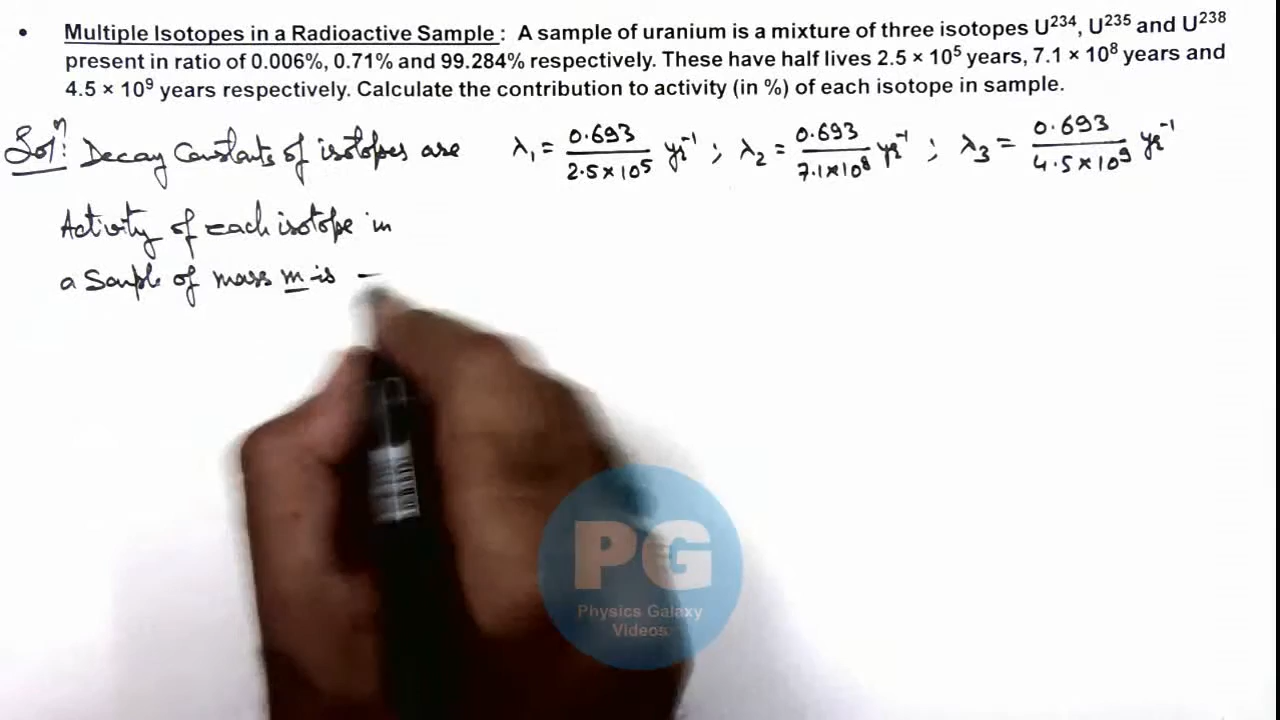 • Multiple Isotopes in a Radioactive Sample : A sample of uranium is a mixture of three isotopes U²³⁴, U²³⁵ and U²³⁸
present in ratio of 0.006%, 0.71% and 99.284% respectively. These have half lives 2.5 × 10⁵ years, 7.1 × 10⁸ years and
4.5 × 10⁹ years respectively. Calculate the contribution to activity (in %) of each isotope in sample.
Solⁿ: Decay Constants of isotopes are λ₁ = 0.693 / 2.5×10⁵ yr⁻¹ ; λ₂ = 0.693 / 7.1×10⁸ yr⁻¹ ; λ₃ = 0.693 / 4.5×10⁹ yr⁻¹
Activity of each isotope in
a Sample of mass m is –
PG
Physics Galaxy
Videos